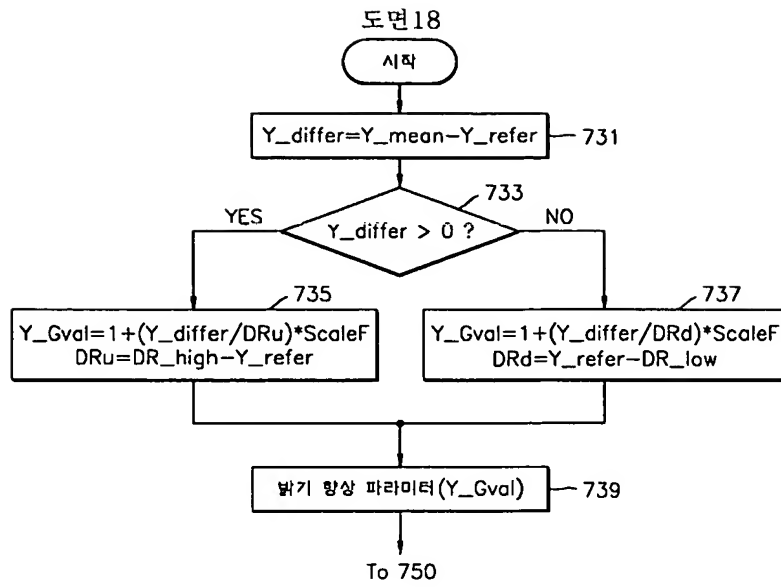 도면18
시작
Y_differ=Y_mean-Y_refer
731
733
YES
Y_differ > 0 ?
NO
735
Y_Gval=1+(Y_differ/DRu)*ScaleF
DRu=DR_high-Y_refer
737
Y_Gval=1+(Y_differ/DRd)*ScaleF
DRd=Y_refer-DR_low
밝기 향상 파라미터(Y_Gval)
739
To 750